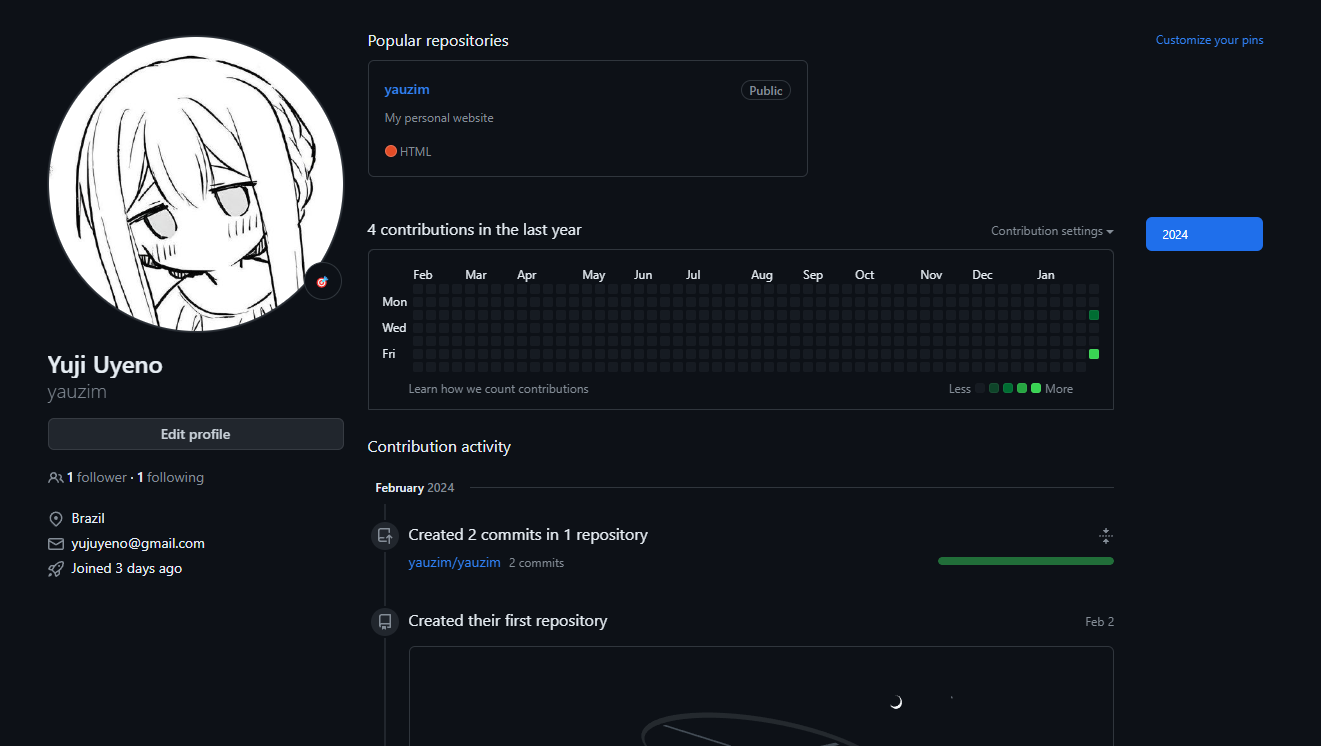 Popular repositories
Customize your pins
yauzim
Public
My personal website
HTML
4 contributions in the last year
Contribution settings
2024
Feb Mar Apr May Jun Jul Aug Sep Oct Nov Dec Jan
Mon
Wed
Fri
Learn how we count contributions
Less More
Yuji Uyeno
yauzim
Edit profile
1 follower · 1 following
Brazil
yujuyeno@gmail.com
Joined 3 days ago
Contribution activity
February 2024
Created 2 commits in 1 repository
yauzim/yauzim 2 commits
Created their first repository
Feb 2